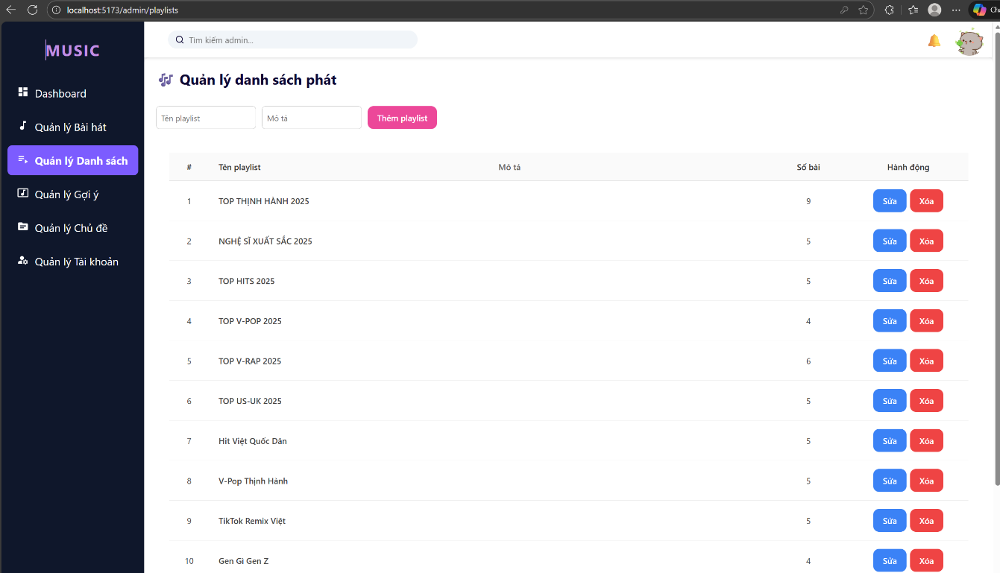 localhost:5173/admin/playlists
Cha
MUSIC
Tìm kiếm admin...
Dashboard
Quản lý Bài hát
Quản lý Danh sách
Quản lý Gợi ý
Quản lý Chủ đề
Quản lý Tài khoản
Quản lý danh sách phát
Tên playlist
Mô tả
Thêm playlist
# Tên playlist Mô tả Số bài Hành động
1 TOP THỊNH HÀNH 2025 9 Sửa Xóa
2 NGHỆ SĨ XUẤT SẮC 2025 5 Sửa Xóa
3 TOP HITS 2025 5 Sửa Xóa
4 TOP V-POP 2025 4 Sửa Xóa
5 TOP V-RAP 2025 6 Sửa Xóa
6 TOP US-UK 2025 5 Sửa Xóa
7 Hit Việt Quốc Dân 5 Sửa Xóa
8 V-Pop Thịnh Hành 5 Sửa Xóa
9 TikTok Remix Việt 5 Sửa Xóa
10 Gen Gi Gen Z 4 Sửa Xóa